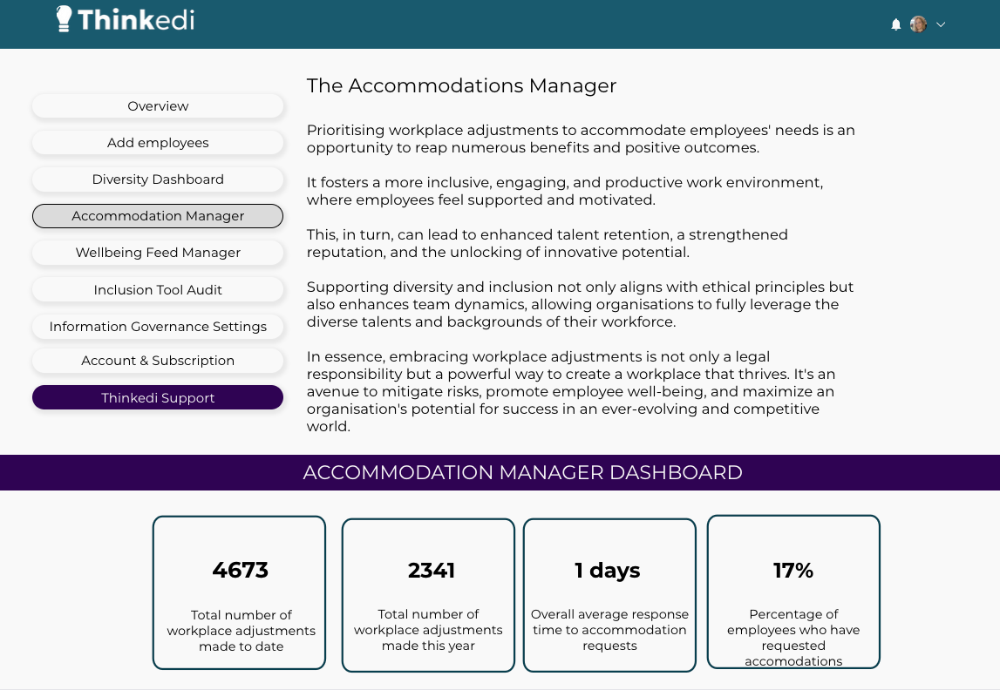 Thinkedi
The Accommodations Manager
Overview
Add employees
Diversity Dashboard
Accommodation Manager
Wellbeing Feed Manager
Inclusion Tool Audit
Information Governance Settings
Account & Subscription
Thinkedi Support
Prioritising workplace adjustments to accommodate employees' needs is an
opportunity to reap numerous benefits and positive outcomes.
It fosters a more inclusive, engaging, and productive work environment,
where employees feel supported and motivated.
This, in turn, can lead to enhanced talent retention, a strengthened
reputation, and the unlocking of innovative potential.
Supporting diversity and inclusion not only aligns with ethical principles but
also enhances team dynamics, allowing organisations to fully leverage the
diverse talents and backgrounds of their workforce.
In essence, embracing workplace adjustments is not only a legal
responsibility but a powerful way to create a workplace that thrives. It's an
avenue to mitigate risks, promote employee well-being, and maximize an
organisation's potential for success in an ever-evolving and competitive
world.
ACCOMMODATION MANAGER DASHBOARD
4673
Total number of
workplace adjustments
made to date
2341
Total number of
workplace adjustments
made this year
1 days
Overall average response
time to accommodation
requests
17%
Percentage of
employees who have
requested
accomodations